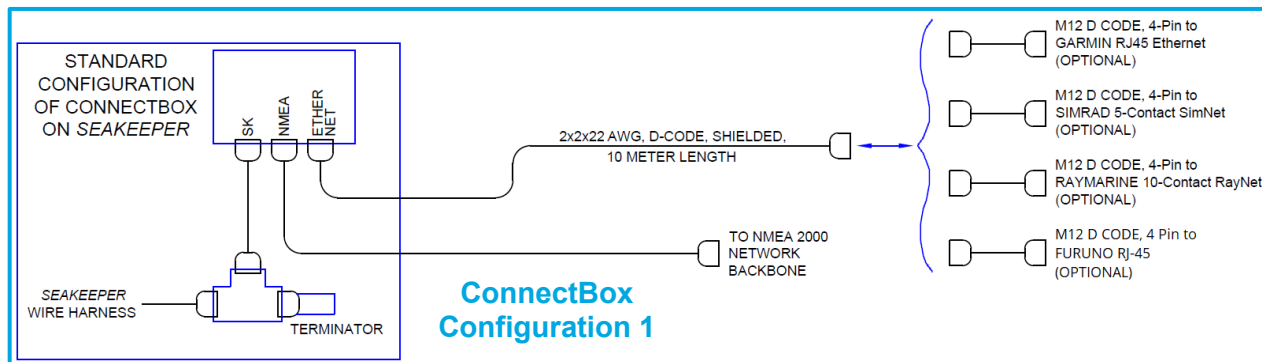 STANDARD
CONFIGURATION
OF CONNECTBOX
ON SEAKEEPER
SK
NMEA
ETHER
NET
2x2x22 AWG, D-CODE, SHIELDED,
10 METER LENGTH
TO NMEA 2000
NETWORK
BACKBONE
SEAKEEPER
WIRE HARNESS
TERMINATOR
ConnectBox
Configuration 1
M12 D CODE, 4-Pin to
GARMIN RJ45 Ethernet
(OPTIONAL)
M12 D CODE, 4-Pin to
SIMRAD 5-Contact SimNet
(OPTIONAL)
M12 D CODE, 4-Pin to
RAYMARINE 10-Contact RayNet
(OPTIONAL)
M12 D CODE, 4 Pin to
FURUNO RJ-45
(OPTIONAL)